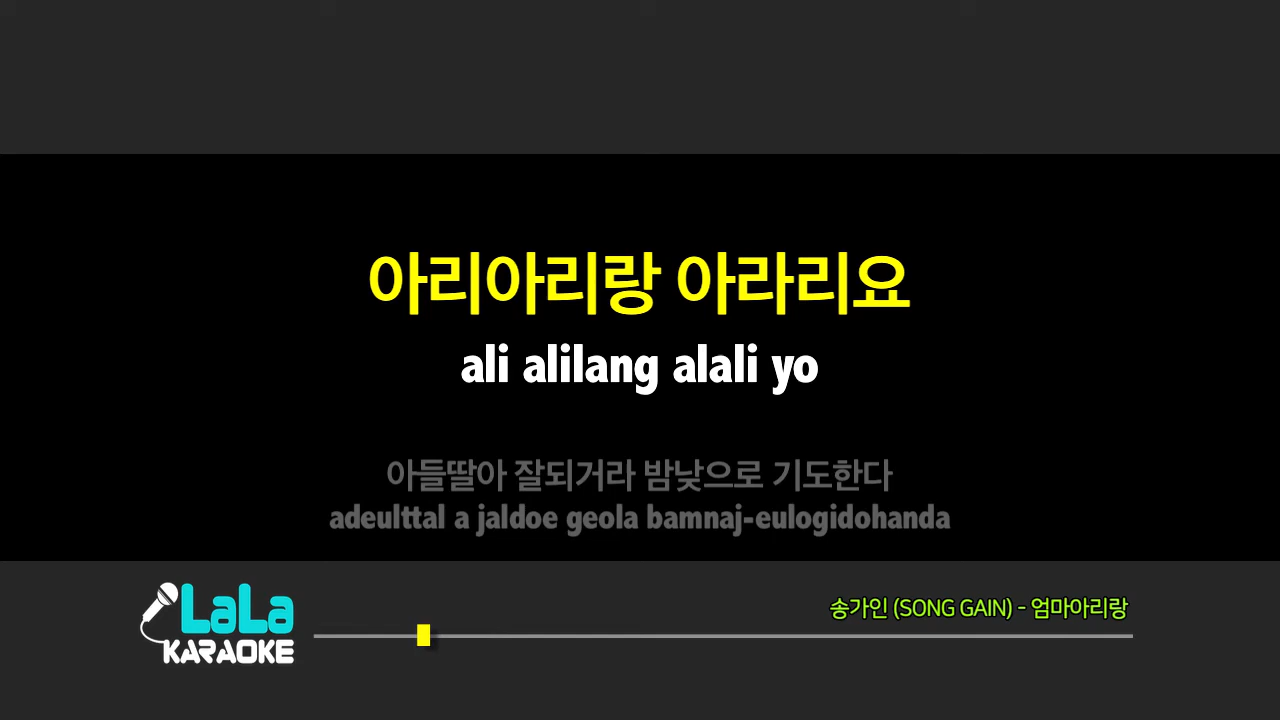 아리아리랑 아라리요
ali alilang alali yo
아들딸아 잘되거라 밤낮으로 기도한다
adeulttal a jaldoe geola bamnaj-eulogidohanda
LaLa
KARAOKE
송가인 (SONG GAIN) - 엄마아리랑